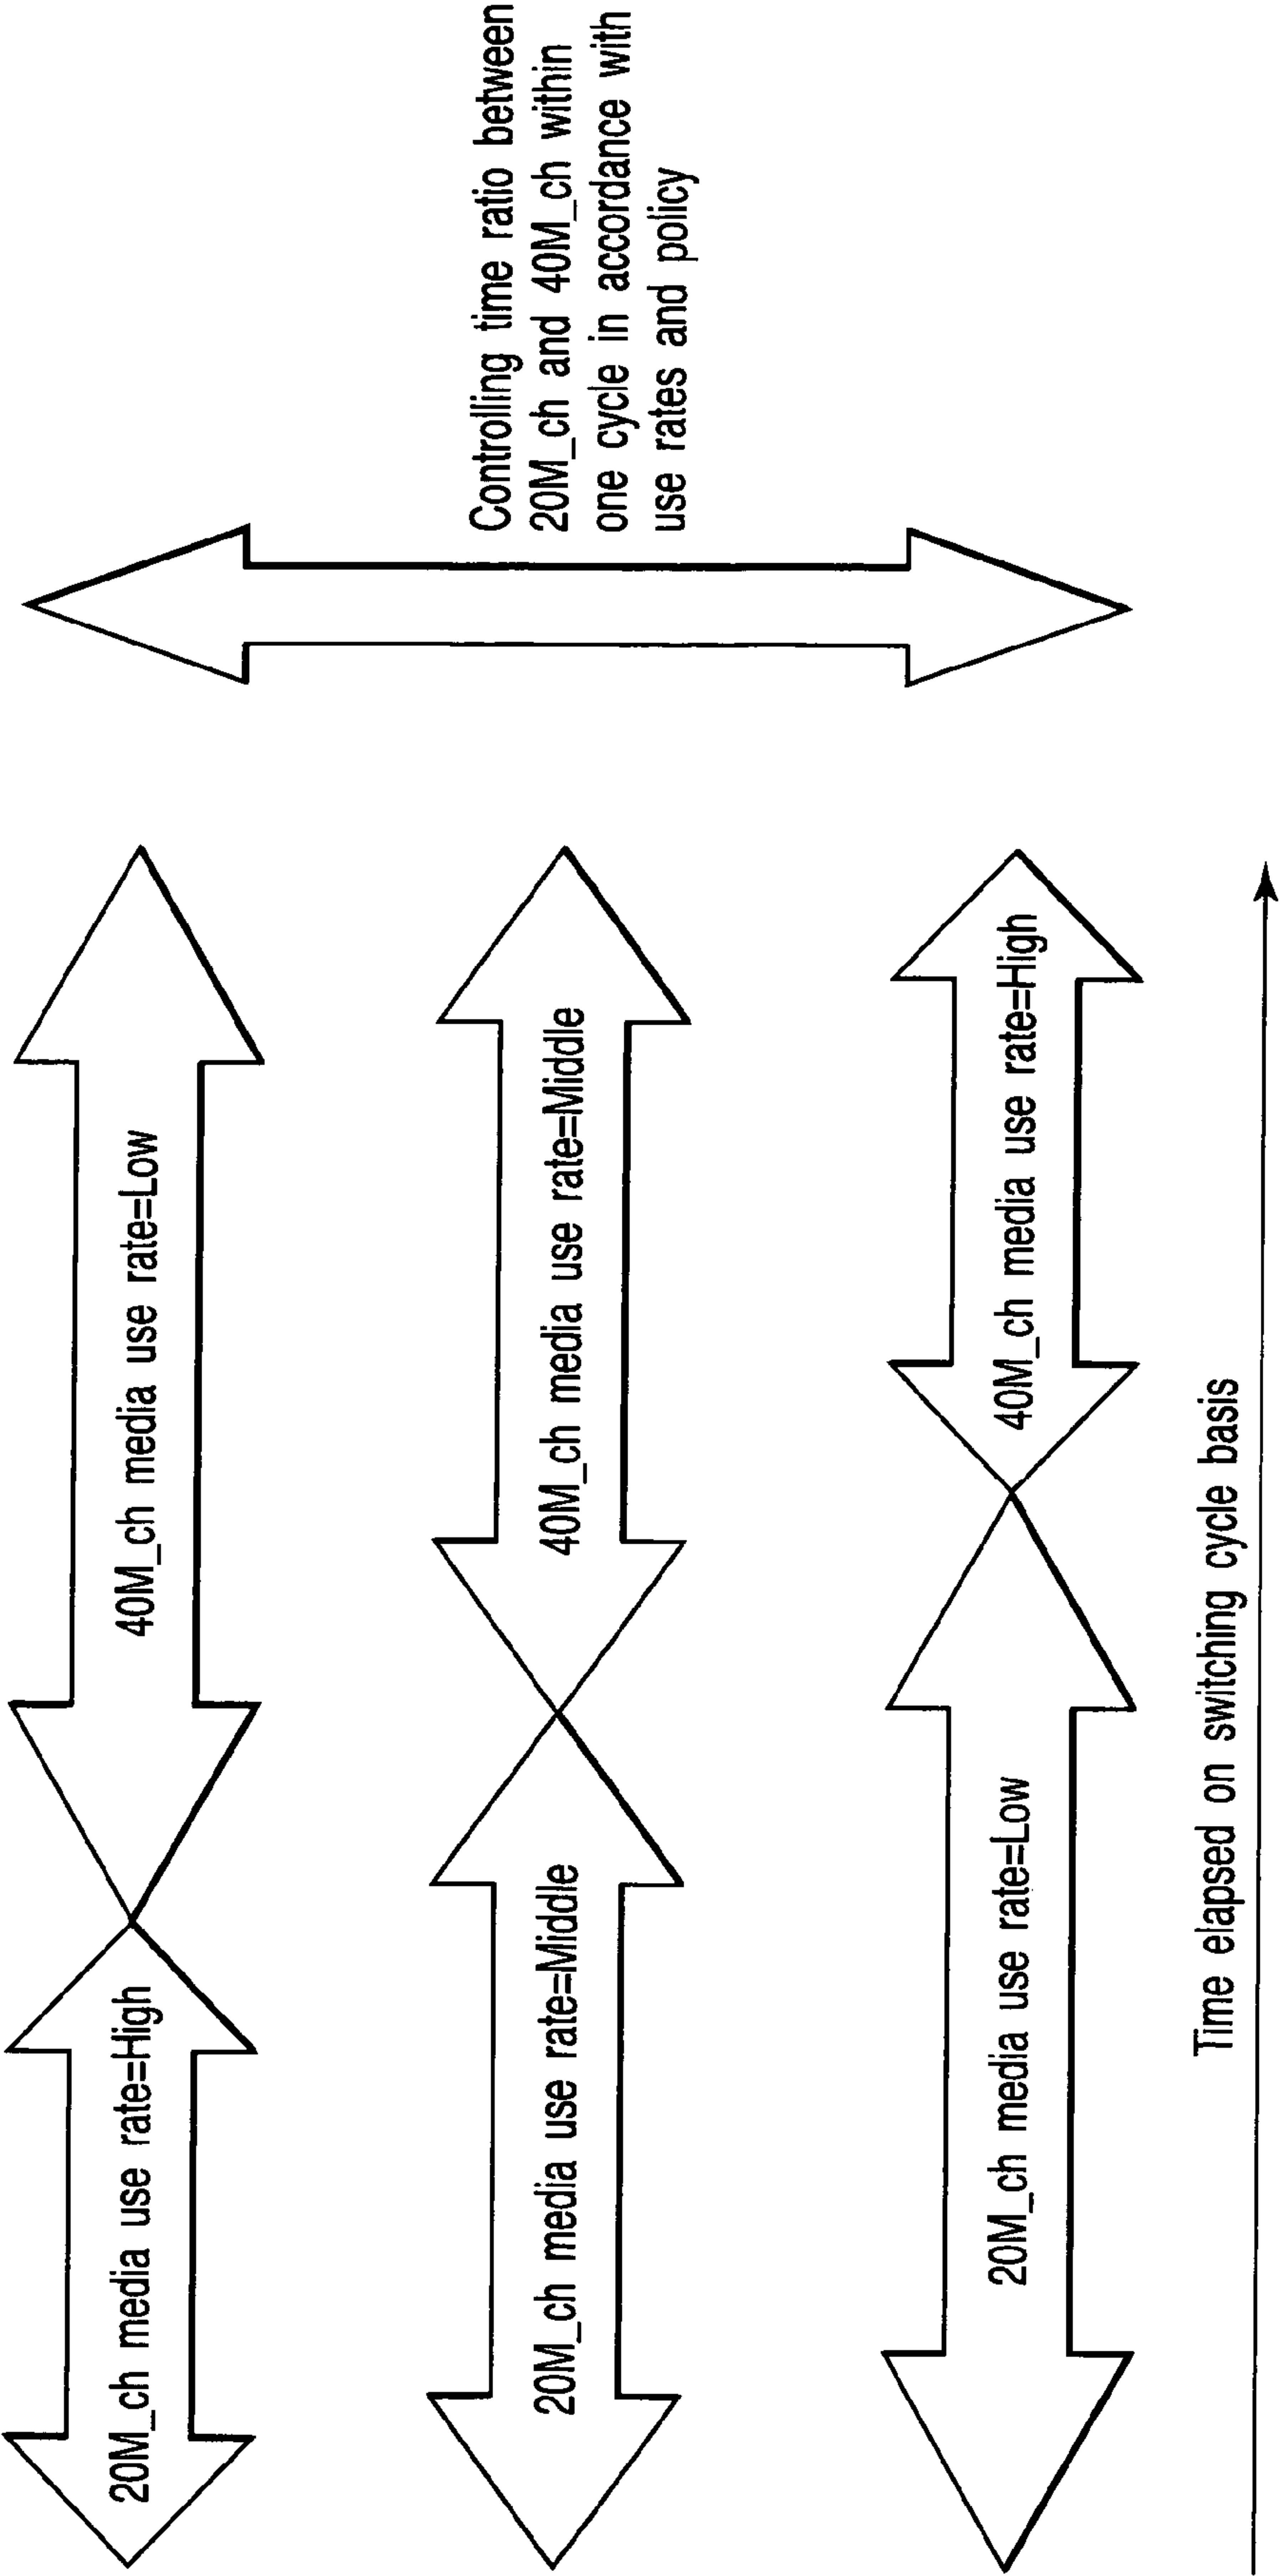 20M_ch media use rate=High
40M_ch media use rate=Low
20M_ch media use rate=Middle
40M_ch media use rate=Middle
20M_ch media use rate=Low
40M_ch media use rate=High
Time elapsed on switching cycle basis
Controlling time ratio between
20M_ch and 40M_ch within
one cycle in accordance with
use rates and policy